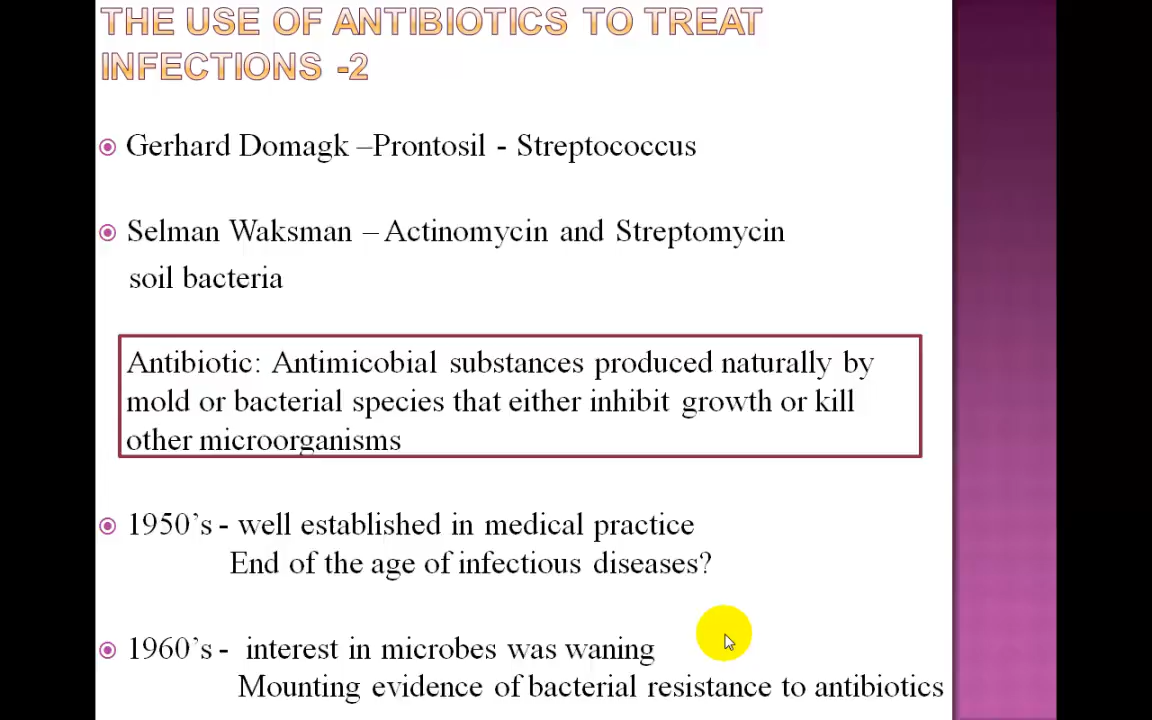 THE USE OF ANTIBIOTICS TO TREAT
INFECTIONS -2
Gerhard Domagk –Prontosil - Streptococcus
Selman Waksman – Actinomycin and Streptomycin
soil bacteria
Antibiotic: Antimicobial substances produced naturally by
mold or bacterial species that either inhibit growth or kill
other microorganisms
1950’s - well established in medical practice
End of the age of infectious diseases?
1960’s - interest in microbes was waning
Mounting evidence of bacterial resistance to antibiotics